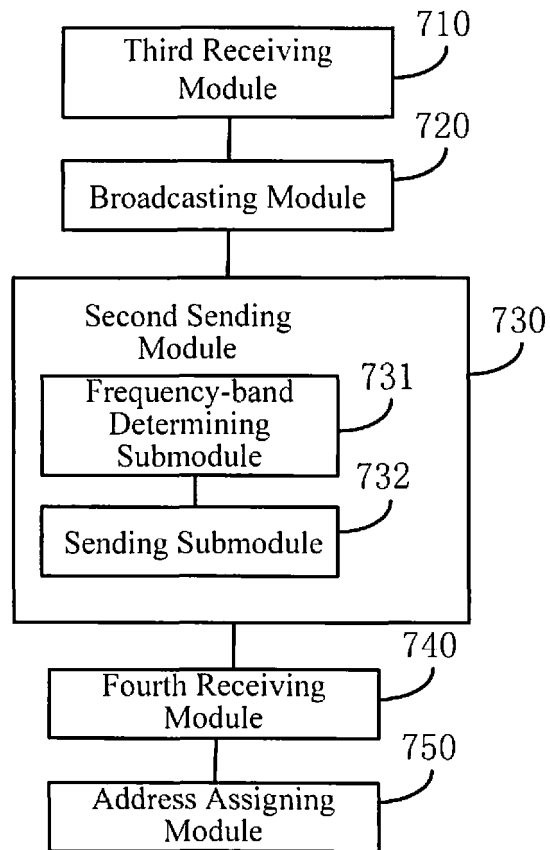 710
Third Receiving
Module
720
Broadcasting Module
730
Second Sending
Module
731
Frequency-band
Determining
Submodule
732
Sending Submodule
740
Fourth Receiving
Module
750
Address Assigning
Module